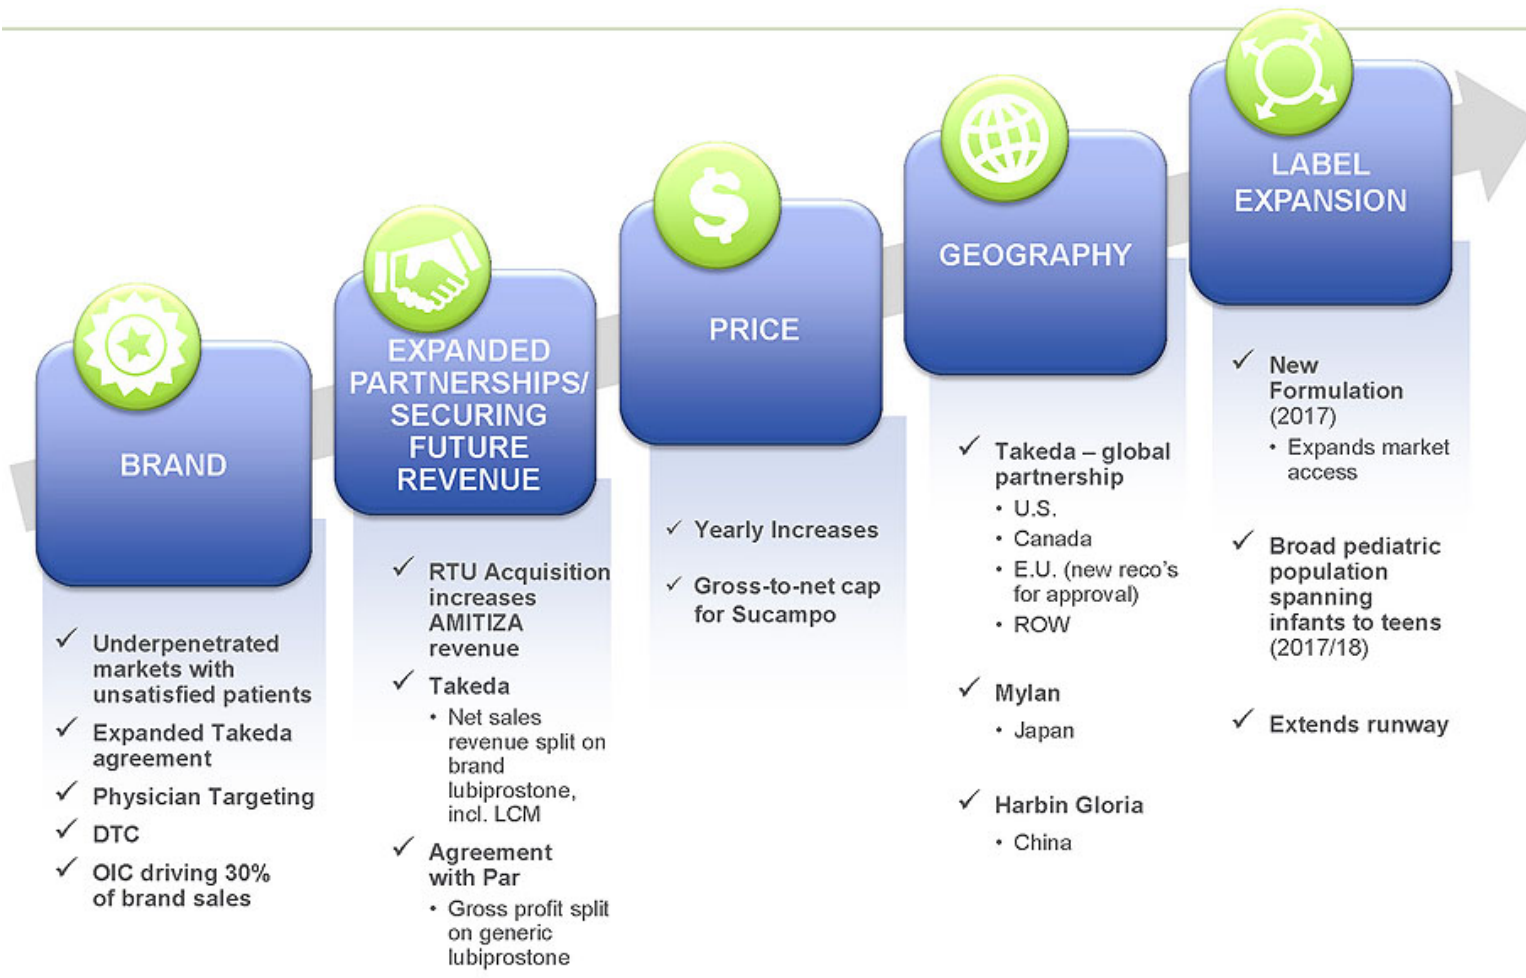 BRAND
✓ Underpenetrated
markets with
unsatisfied patients
✓ Expanded Takeda
agreement
✓ Physician Targeting
✓ DTC
✓ OIC driving 30%
of brand sales
EXPANDED
PARTNERSHIPS/
SECURING
FUTURE
REVENUE
✓ RTU Acquisition
increases
AMITIZA
revenue
✓ Takeda
• Net sales
revenue split on
brand
lubiprostone,
incl. LCM
✓ Agreement
with Par
• Gross profit split
on generic
lubiprostone
PRICE
✓ Yearly Increases
✓ Gross-to-net cap
for Sucampo
GEOGRAPHY
✓ Takeda – global
partnership
• U.S.
• Canada
• E.U. (new reco's
for approval)
• ROW
✓ Mylan
• Japan
✓ Harbin Gloria
• China
LABEL
EXPANSION
✓ New
Formulation
(2017)
• Expands market
access
✓ Broad pediatric
population
spanning
infants to teens
(2017/18)
✓ Extends runway